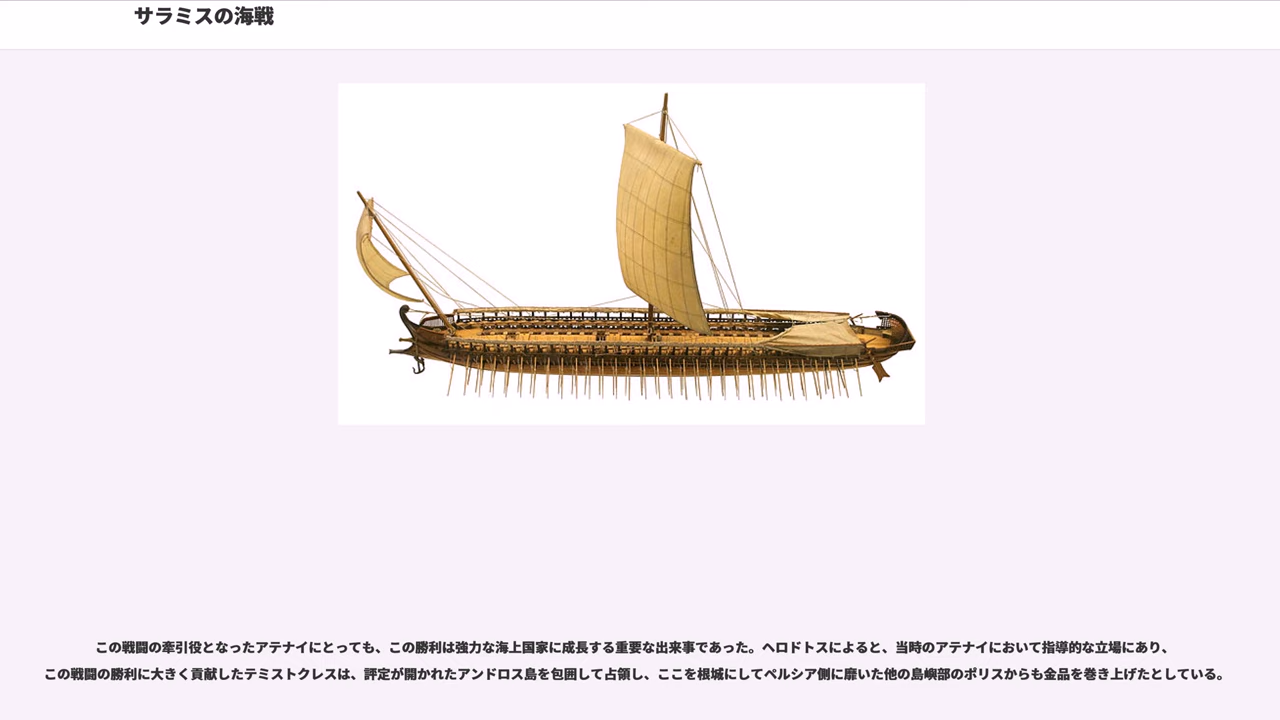 サラミスの海戦
この戦闘の牽引役となったアテナイにとっても、この勝利は強力な海上国家に成長する重要な出来事であった。ヘロドトスによると、当時のアテナイにおいて指導的な立場にあり、
この戦闘の勝利に大きく貢献したテミストクレスは、評定が開かれたアンドロス島を包囲して占領し、ここを根城にしてペルシア側に靡いた他の島嶼部のポリスからも金品を巻き上げたとしている。